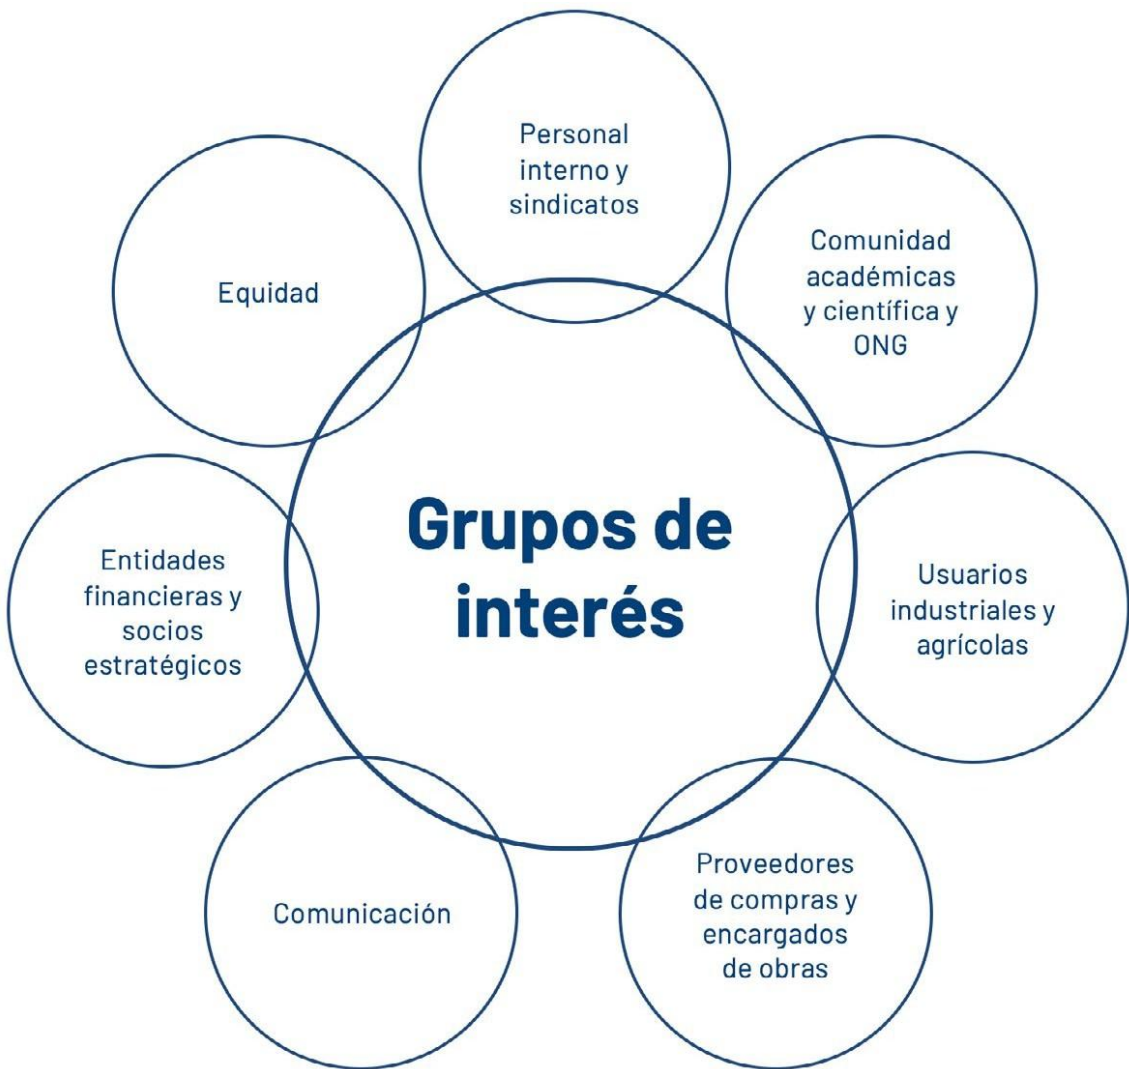 Personal
interno y
sindicatos
Comunidad
académicas
y científica y
ONG
Equidad
Grupos de
interés
Entidades
financieras y
socios
estratégicos
Usuarios
industriales y
agrícolas
Comunicación
Proveedores
de compras y
encargados
de obras